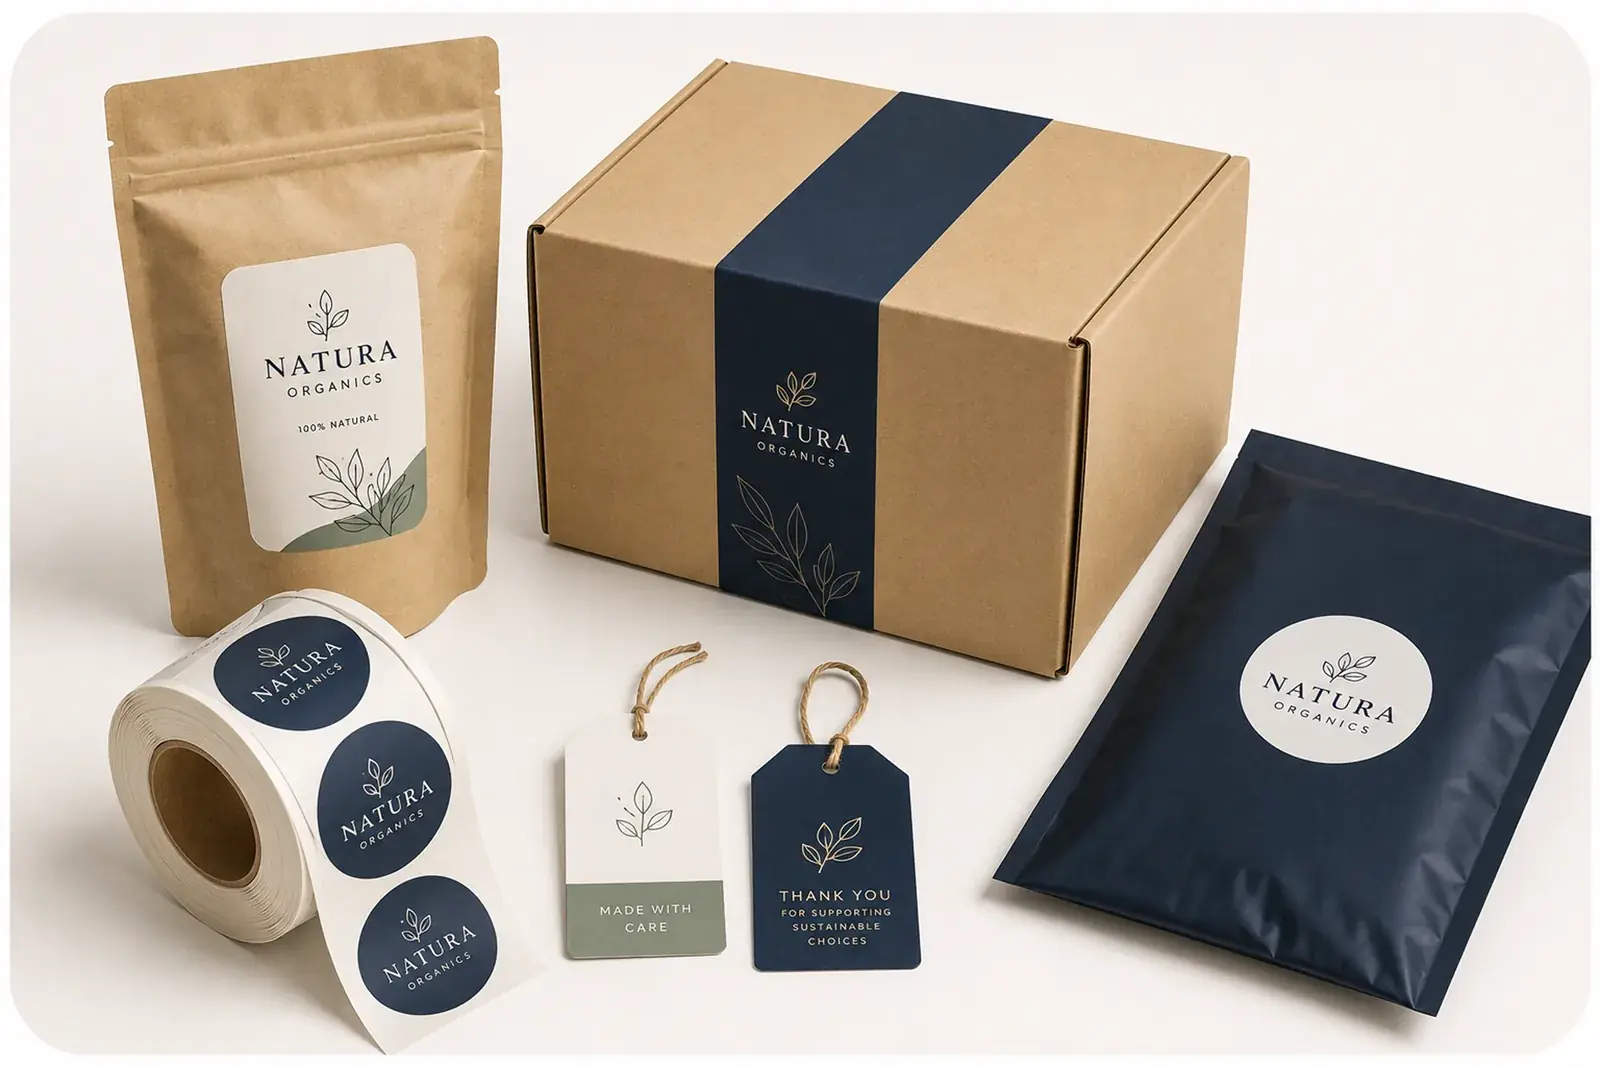 NATURA
ORGANICS
100% NATURAL
NATURA
ORGANICS
NATURA
ORGANICS
NATURA
ORGANICS
NATURA
ORGANICS
NATURA
ORGANICS
MADE WITH
CARE
THANK YOU
FOR SUPPORTING
SUSTAINABLE
CHOICES